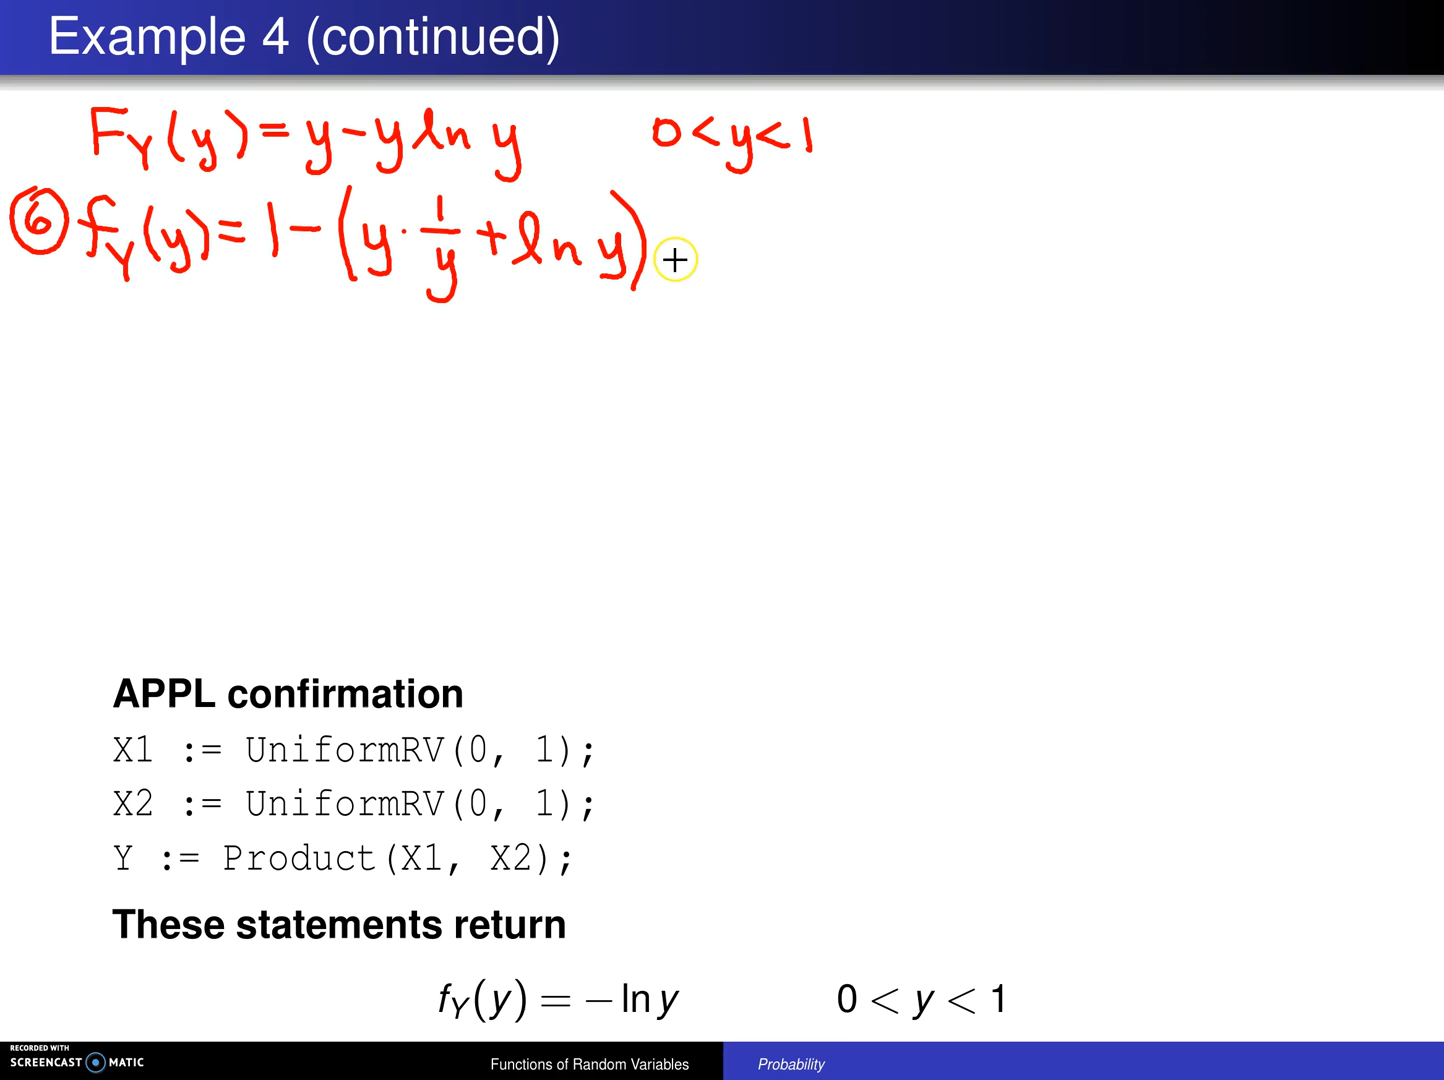 Example 4 (continued)
F_Y(y) = y - y ln y 0 < y < 1
⑥ f_Y(y) = 1 - (y · 1/y + ln y)
APPL confirmation
X1 := UniformRV(0, 1);
X2 := UniformRV(0, 1);
Y := Product(X1, X2);
These statements return
f_Y(y) = − ln y 0 < y < 1
RECORDED WITH
SCREENCAST MATIC
Functions of Random Variables Probability